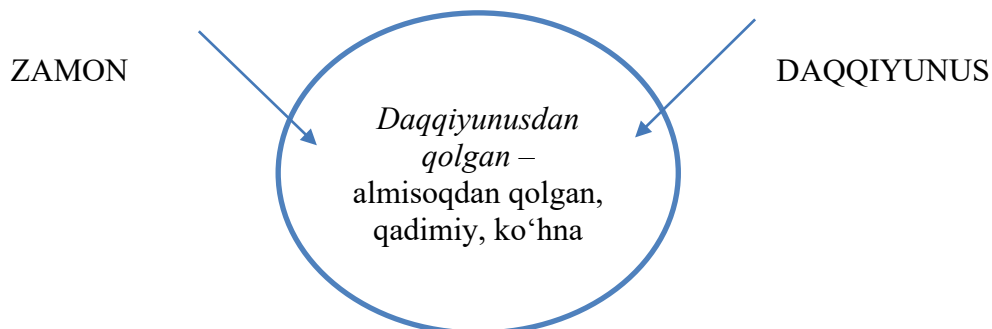 ZAMON
DAQQIYUNUS
Daqqiyunusdan
qolgan –
almisoqdan qolgan,
qadimiy, ko‘hna